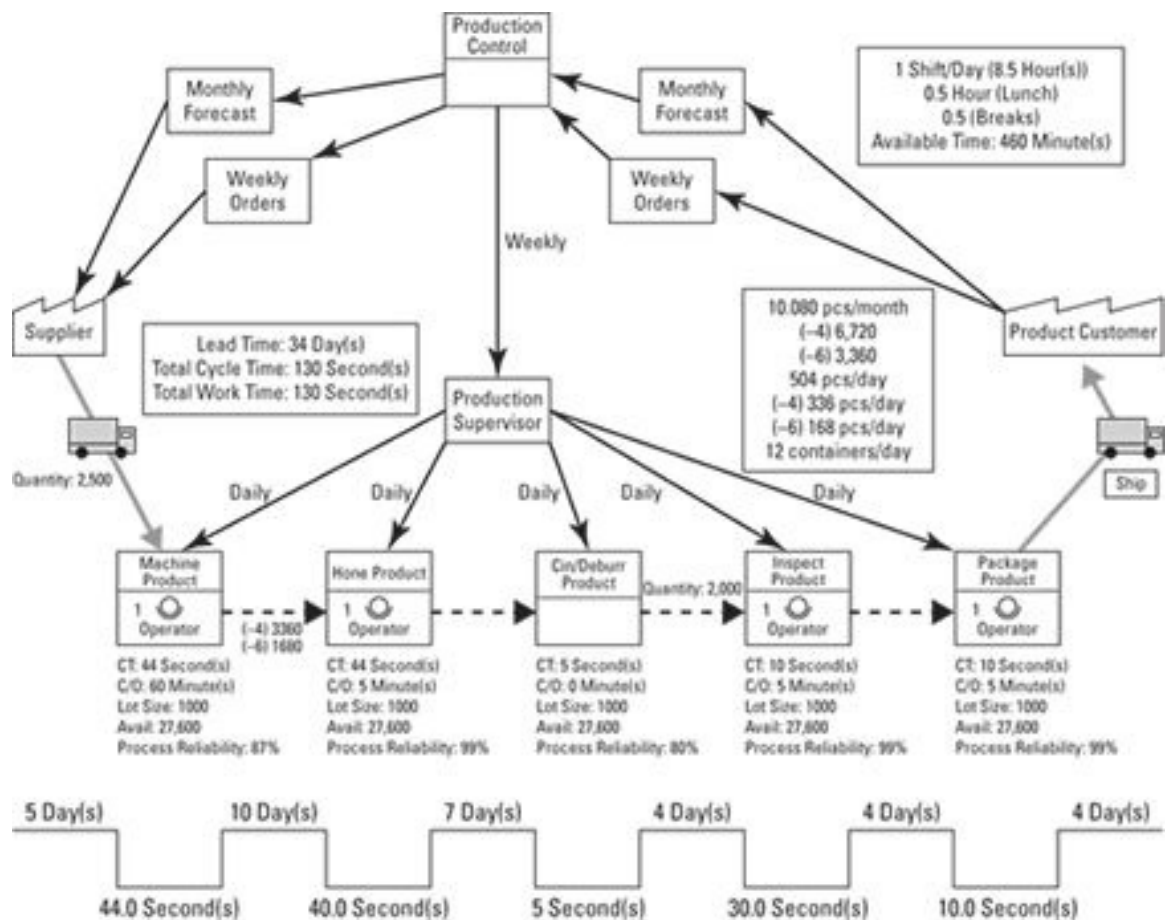 Production
Control
Monthly
Forecast
Monthly
Forecast
1 Shift/Day (8.5 Hour(s))
0.5 Hour (Lunch)
0.5 (Breaks)
Available Time: 460 Minute(s)
Weekly
Orders
Weekly
Orders
Weekly
Supplier
Lead Time: 34 Day(s)
Total Cycle Time: 130 Second(s)
Total Work Time: 130 Second(s)
10.080 pcs/month
(–4) 6,720
(–6) 3,360
504 pcs/day
(–4) 336 pcs/day
(–6) 168 pcs/day
12 containers/day
Product Customer
Production
Supervisor
Quantity: 2,500
Ship
Daily
Daily
Daily
Daily
Daily
Machine
Product
1
Operator
(–4) 3360
(–6) 1680
Hone Product
1
Operator
Cin/Deburr
Product
Quantity: 2,000
Inspect
Product
1
Operator
Package
Product
1
Operator
CT: 44 Second(s)
C/O: 60 Minute(s)
Lot Size: 1000
Avail: 27,600
Process Reliability: 87%
CT: 44 Second(s)
C/O: 5 Minute(s)
Lot Size: 1000
Avail: 27,600
Process Reliability: 99%
CT: 5 Second(s)
C/O: 0 Minute(s)
Lot Size: 1000
Avail: 27,600
Process Reliability: 80%
CT: 10 Second(s)
C/O: 5 Minute(s)
Lot Size: 1000
Avail: 27,600
Process Reliability: 99%
CT: 10 Second(s)
C/O: 5 Minute(s)
Lot Size: 1000
Avail: 27,600
Process Reliability: 99%
5 Day(s) 10 Day(s) 7 Day(s) 4 Day(s) 4 Day(s) 4 Day(s)
44.0 Second(s) 40.0 Second(s) 5 Second(s) 30.0 Second(s) 10.0 Second(s)